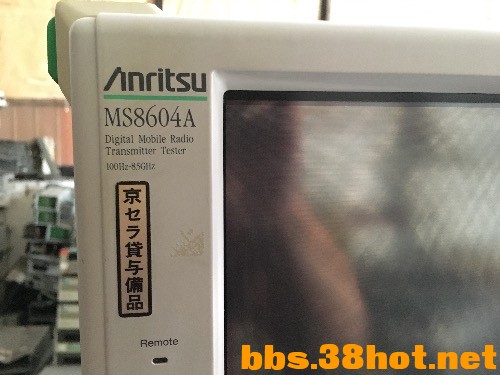 Anritsu
MS8604A
Digital Mobile Radio
Transmitter Tester
100Hz-8.5GHz
京セラ貸与備品
Remote
bbs.38hot.net